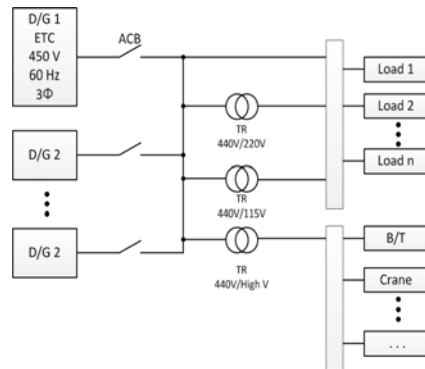 D/G 1
ETC
450 V
60 Hz
3Φ
ACB
Load 1
Load 2
TR
440V/220V
D/G 2
Load n
TR
440V/115V
D/G 2
B/T
TR
440V/High V
Crane
...